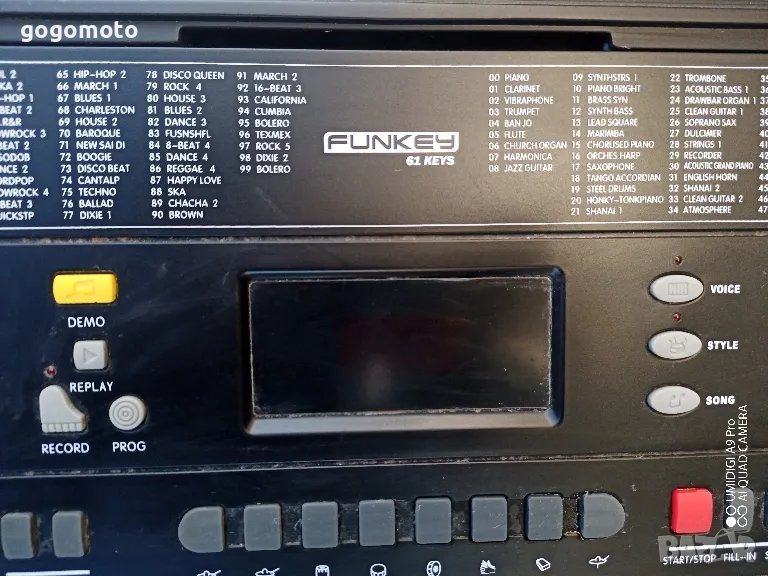 gogomoto
65 HIP-HOP 2
66 MARCH 1
67 BLUES 1
68 CHARLESTON
69 HOUSE 2
70 BAROQUE
71 NEW SAI DI
72 BOOGIE
73 DISCO BEAT
74 CANTALP
75 TECHNO
76 BALLAD
77 DIXIE 1
78 DISCO QUEEN
79 ROCK 4
80 HOUSE 3
81 BLUES 2
82 DANCE 3
83 FUSNSHFL
84 8-BEAT 4
85 DANCE 4
86 REGGAE 4
87 HAPPY LOVE
88 SKA
89 CHACHA 2
90 BROWN
91 MARCH 2
92 16-BEAT 3
93 CALIFORNIA
94 CUMBIA
95 BOLERO
96 TEXMEX
97 ROCK 5
98 DIXIE 2
99 BOLERO
FUNKEY
61 KEYS
00 PIANO
01 CLARINET
02 VIBRAPHONE
03 TRUMPET
04 BANJO
05 FLUTE
06 CHURCH ORGAN
07 HARMONICA
08 JAZZ GUITAR
09 SYNTHSTRS 1
10 PIANO BRIGHT
11 BRASS SYN
12 SYNTH BASS
13 LEAD SQUARE
14 MARIMBA
15 CHORLISED PIANO
16 ORCHES.HARP
17 SAXOPHONE
18 TANGO ACCORDIAN
19 STEEL DRUMS
20 HONKY-TONKPIANO
21 SHANAI 1
22 TROMBONE
23 ACOUSTIC BASS 1
24 DRAWBAR ORGAN 1
25 CLEAN GUITAR 1
26 SOPRANO SAX
27 DULCIMER
28 STRINGS 1
29 RECORDER
30 ACOUSTIC GRAND PIANO
31 ENGLISH HORN
32 SHANAI 2
33 CLEAN GUITAR 2
34 ATMOSPHERE
DEMO
REPLAY
RECORD
PROG
VOICE
STYLE
SONG
START/STOP
FILL-IN
UMIDIGI A9 Pro
AI QUAD CAMERA